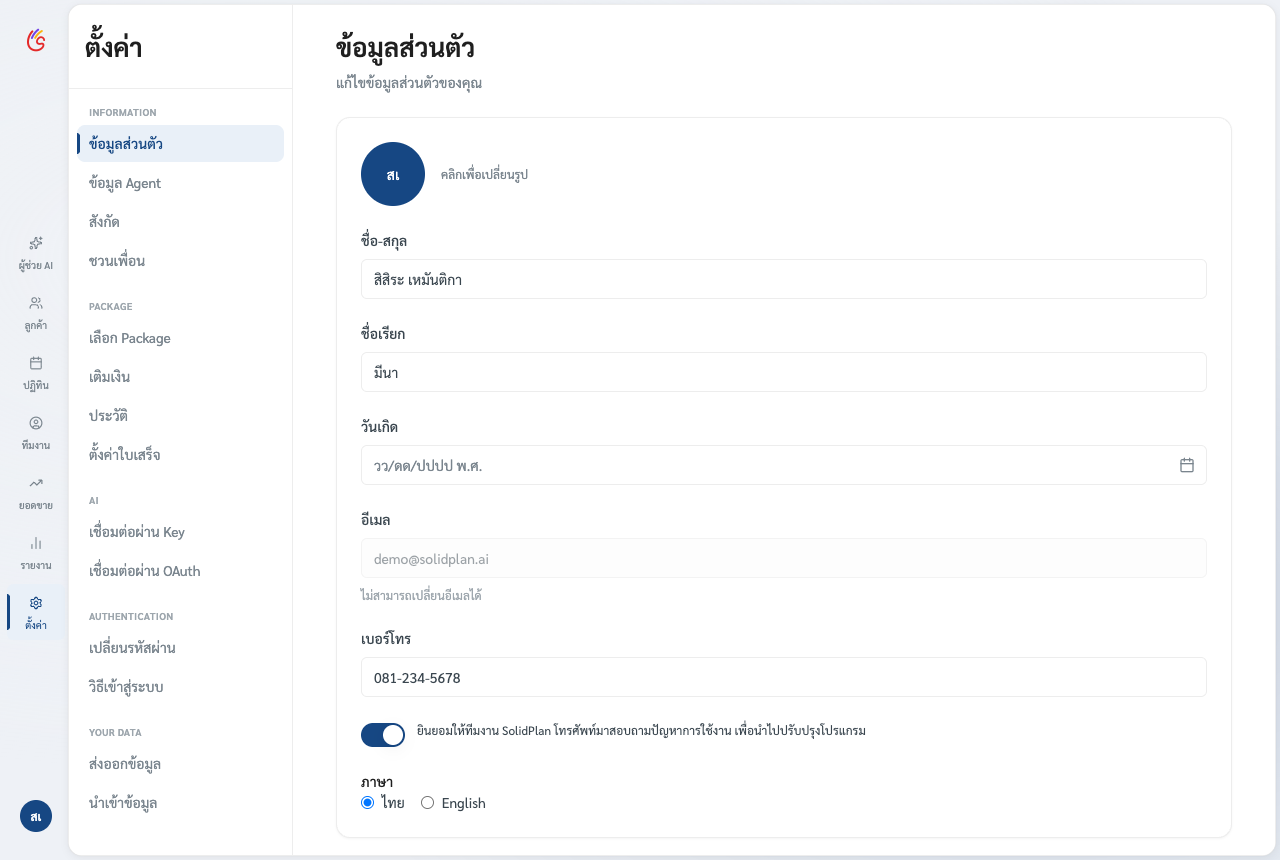 ผู้ช่วย AI
ลูกค้า
ปฏิทิน
ทีมงาน
ยอดขาย
รายงาน
ตั้งค่า
สเ
ตั้งค่า
INFORMATION
ข้อมูลส่วนตัว
ข้อมูล Agent
สังกัด
ชวนเพื่อน
PACKAGE
เลือก Package
เติมเงิน
ประวัติ
ตั้งค่าใบเสร็จ
AI
เชื่อมต่อผ่าน Key
เชื่อมต่อผ่าน OAuth
AUTHENTICATION
เปลี่ยนรหัสผ่าน
วิธีเข้าสู่ระบบ
YOUR DATA
ส่งออกข้อมูล
นำเข้าข้อมูล
ข้อมูลส่วนตัว
แก้ไขข้อมูลส่วนตัวของคุณ
สเ
คลิกเพื่อเปลี่ยนรูป
ชื่อ-สกุล
สิสิระ เหมันติกา
ชื่อเรียก
มีนา
วันเกิด
วว/ดด/ปปปป พ.ศ.
อีเมล
demo@solidplan.ai
ไม่สามารถเปลี่ยนอีเมลได้
เบอร์โทร
081-234-5678
ยินยอมให้ทีมงาน SolidPlan โทรศัพท์มาสอบถามปัญหาการใช้งาน เพื่อนำไปปรับปรุงโปรแกรม
ภาษา
ไทย
English